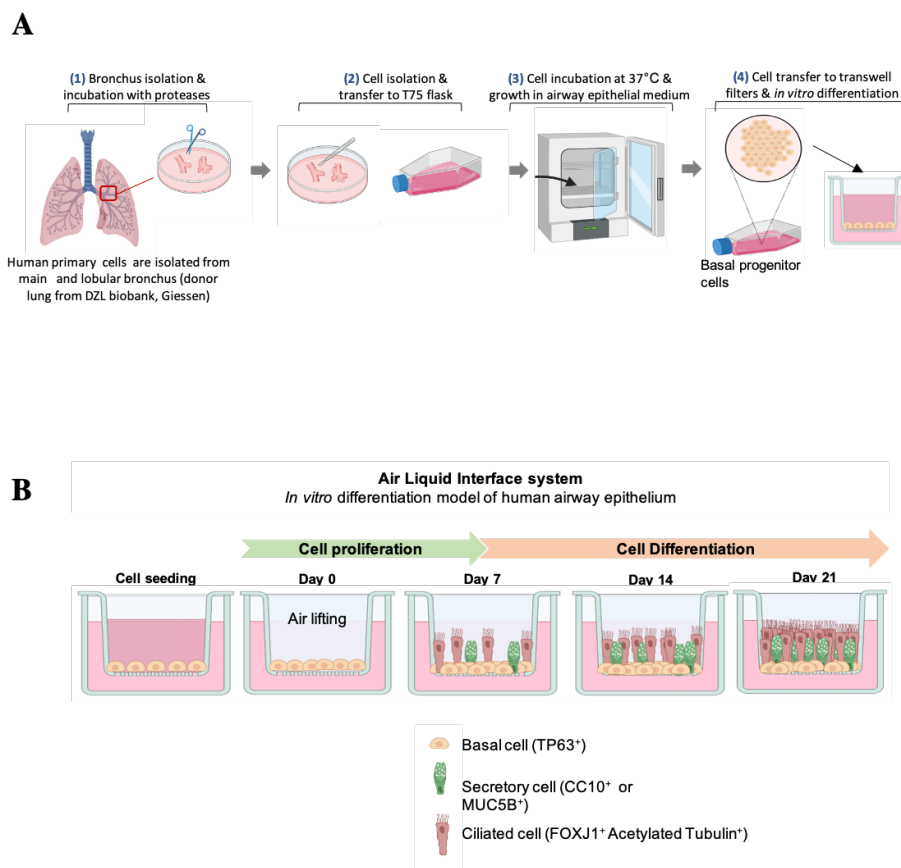 A
(1) Bronchus isolation &
incubation with proteases
(2) Cell isolation &
transfer to T75 flask
(3) Cell incubation at 37°C &
growth in airway epithelial medium
(4) Cell transfer to transwell
filters & in vitro differentiation
Human primary cells are isolated from
main and lobular bronchus (donor
lung from DZL biobank, Giessen)
Basal progenitor
cells
B
Air Liquid Interface system
In vitro differentiation model of human airway epithelium
Cell proliferation
Cell Differentiation
Cell seeding
Day 0
Day 7
Day 14
Day 21
Air lifting
Basal cell (TP63⁺)
Secretory cell (CC10⁺ or
MUC5B⁺)
Ciliated cell (FOXJ1⁺ Acetylated Tubulin⁺)